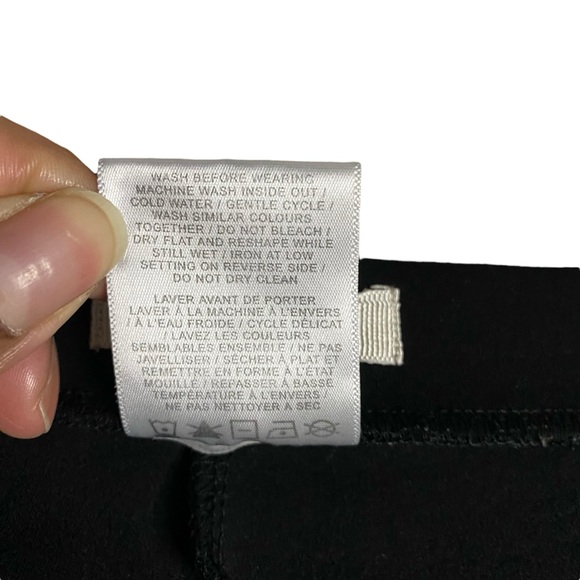 WASH BEFORE WEARING
MACHINE WASH INSIDE OUT /
COLD WATER / GENTLE CYCLE /
WASH SIMILAR COLOURS
TOGETHER / DO NOT BLEACH /
DRY FLAT AND RESHAPE WHILE
STILL WET / IRON AT LOW
SETTING ON REVERSE SIDE /
DO NOT DRY CLEAN
LAVER AVANT DE PORTER
LAVER À LA MACHINE À L'ENVERS
/ À L'EAU FROIDE / CYCLE DÉLICAT
/ LAVEZ LES COULEURS
SEMBLABLES ENSEMBLE / NE PAS
JAVELLISER / SÉCHER À PLAT ET
REMETTRE EN FORME À L'ÉTAT
MOUILLÉ / REPASSER À BASSE
TEMPÉRATURE À L'ENVERS /
NE PAS NETTOYER À SEC